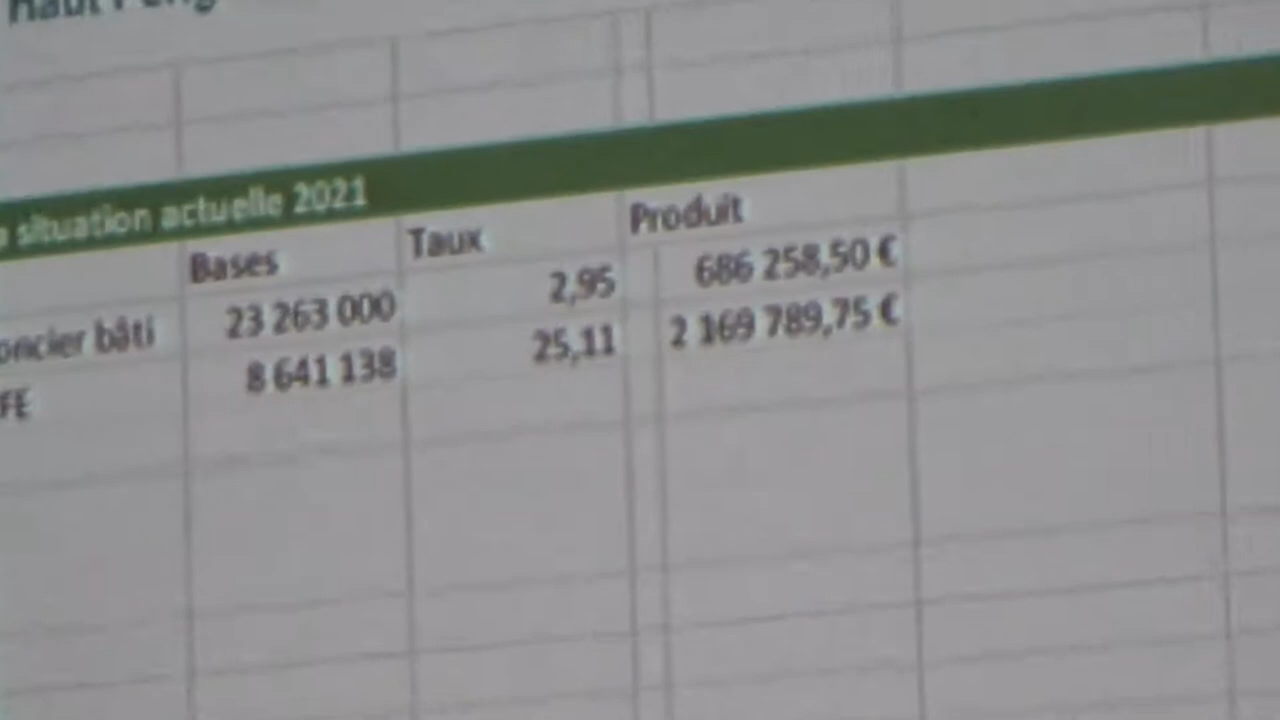 Haut
situation actuelle 2021
Bases Taux Produit
oncier bâti 23 263 000 2,95 686 258,50 €
FE 8 641 138 25,11 2 169 789,75 €